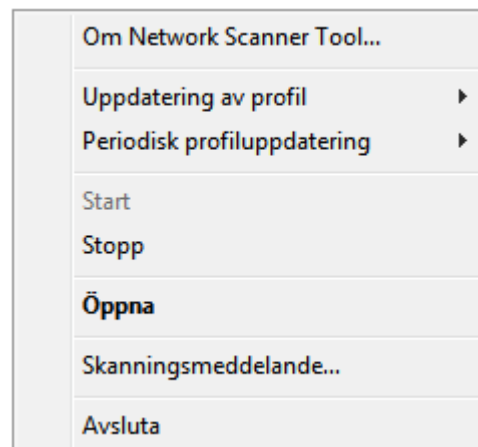 Om Network Scanner Tool...
Uppdatering av profil
Periodisk profiluppdatering
Start
Stopp
Öppna
Skanningsmeddelande...
Avsluta